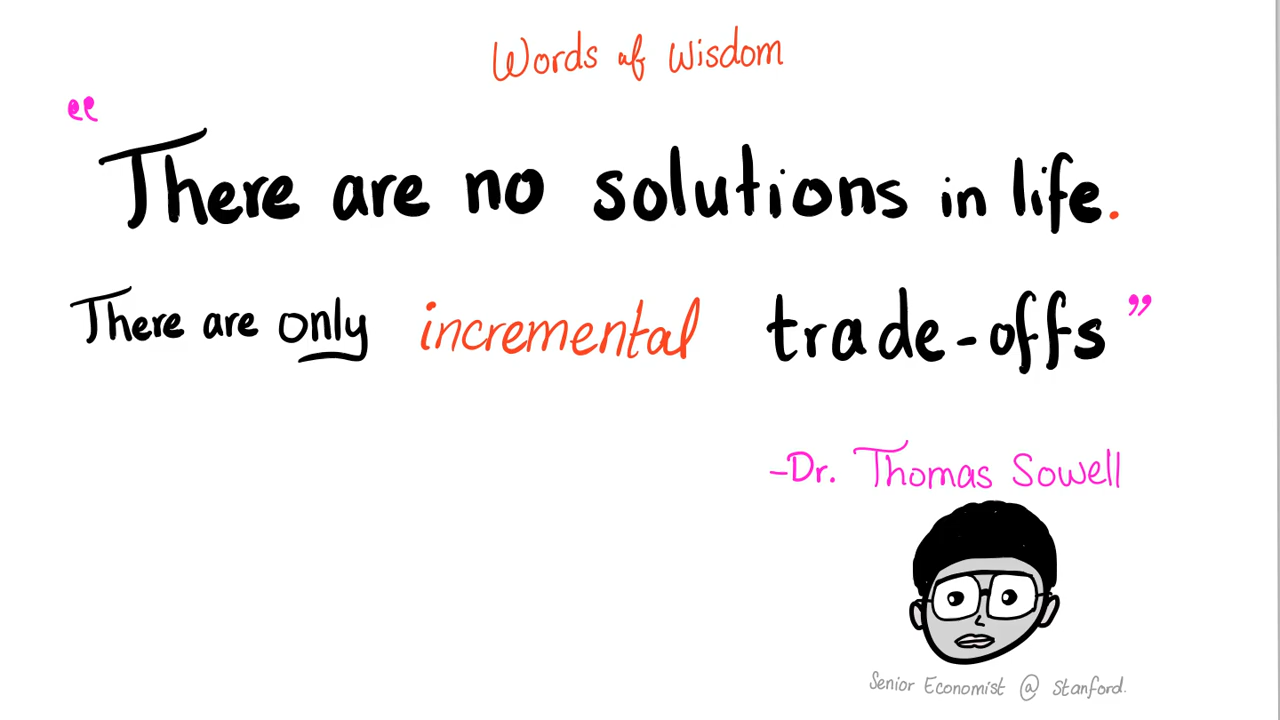 Words of Wisdom
“There are no solutions in life.
There are only incremental trade-offs”
-Dr. Thomas Sowell
Senior Economist @ Stanford.